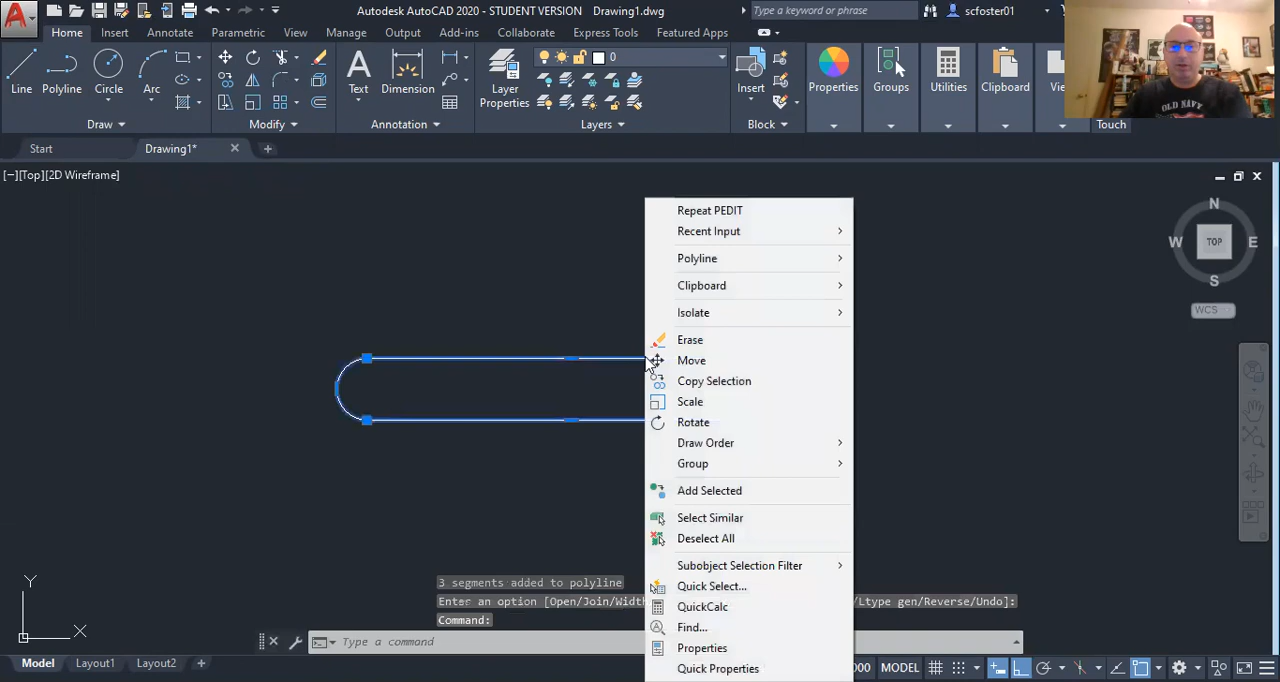 Autodesk AutoCAD 2020 - STUDENT VERSION Drawing1.dwg
Type a keyword or phrase
scfoster01
Home Insert Annotate Parametric View Manage Output Add-ins Collaborate Express Tools Featured Apps
0
Line Polyline Circle Arc Text Dimension Layer Properties Insert Properties Groups Utilities Clipboard
Draw Modify Annotation Layers Block Touch
Start Drawing1*
[−][Top][2D Wireframe]
N
W TOP E
S
WCS
Repeat PEDIT
Recent Input
Polyline
Clipboard
Isolate
Erase
Move
Copy Selection
Scale
Rotate
Draw Order
Group
Add Selected
Select Similar
Deselect All
Subobject Selection Filter
Quick Select...
QuickCalc
Find...
Properties
Quick Properties
Y
X
3 segments added to polyline
Enter an option [Open/Join/Width /Ltype gen/Reverse/Undo]:
Command:
Type a command
Model Layout1 Layout2
MODEL
OLD NAVY